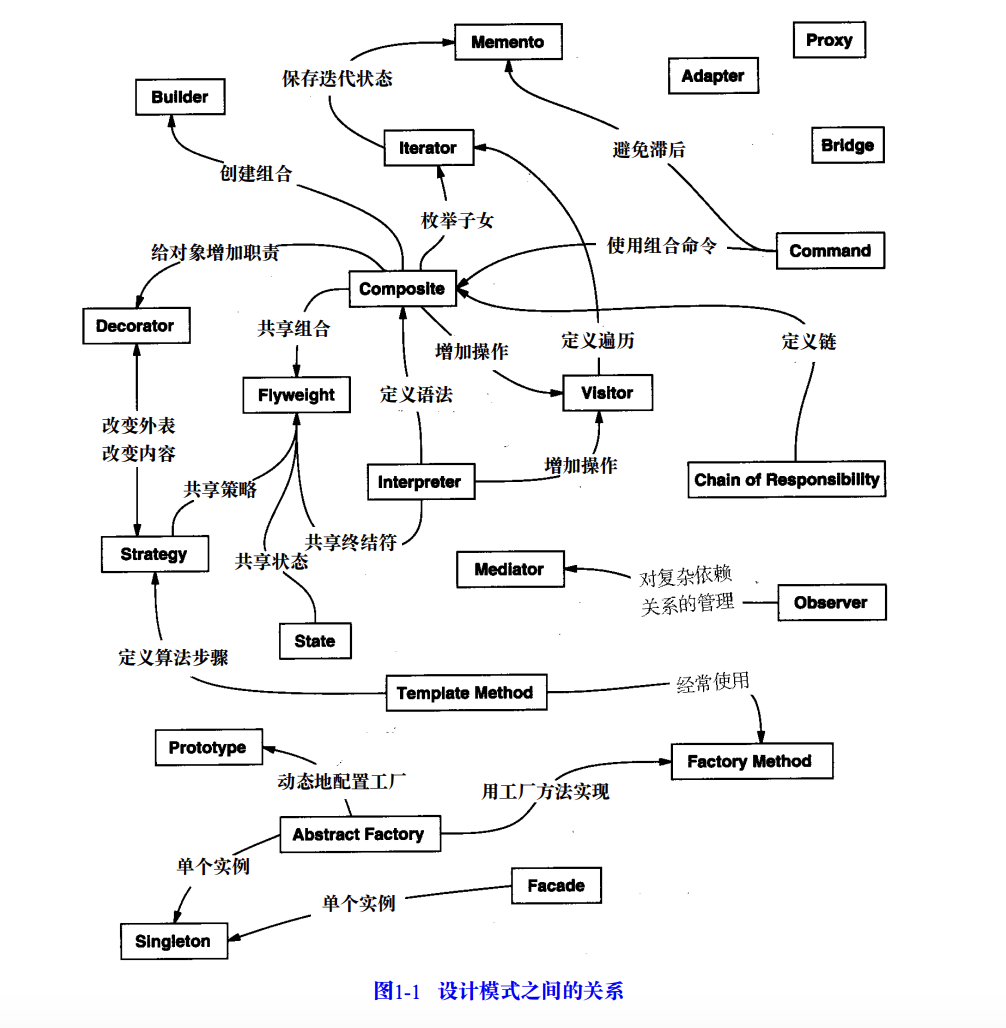 Memento
Proxy
Adapter
保存迭代状态
Builder
Iterator
避免滞后
Bridge
创建组合
枚举子女
给对象增加职责
使用组合命令
Command
Composite
Decorator
共享组合
增加操作
定义遍历
定义链
Flyweight
定义语法
Visitor
改变外表
改变内容
增加操作
Interpreter
Chain of Responsibility
共享策略
Strategy
共享状态
共享终结符
Mediator
对复杂依赖
关系的管理
Observer
State
定义算法步骤
Template Method
经常使用
Prototype
动态地配置工厂
用工厂方法实现
Factory Method
Abstract Factory
单个实例
Facade
单个实例
Singleton
图1-1 设计模式之间的关系